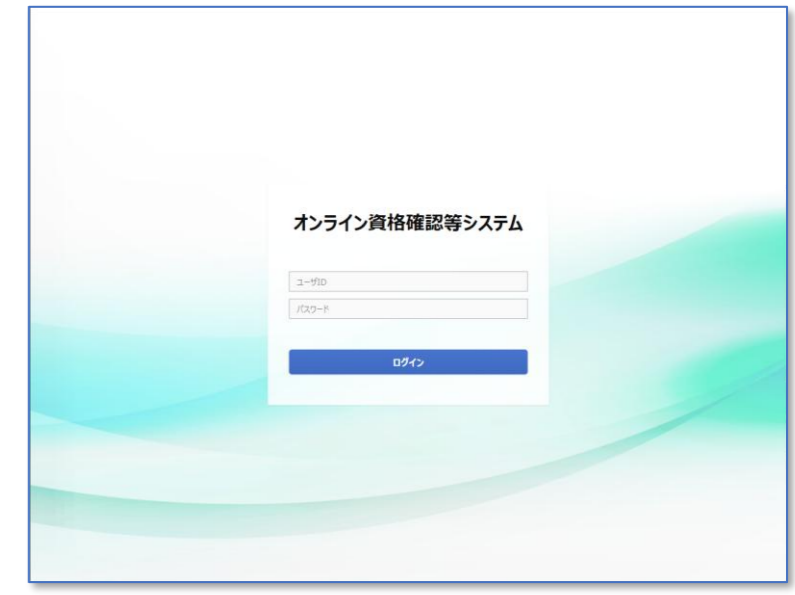 オンライン資格確認等システム
ユーザID
パスワード
ログイン